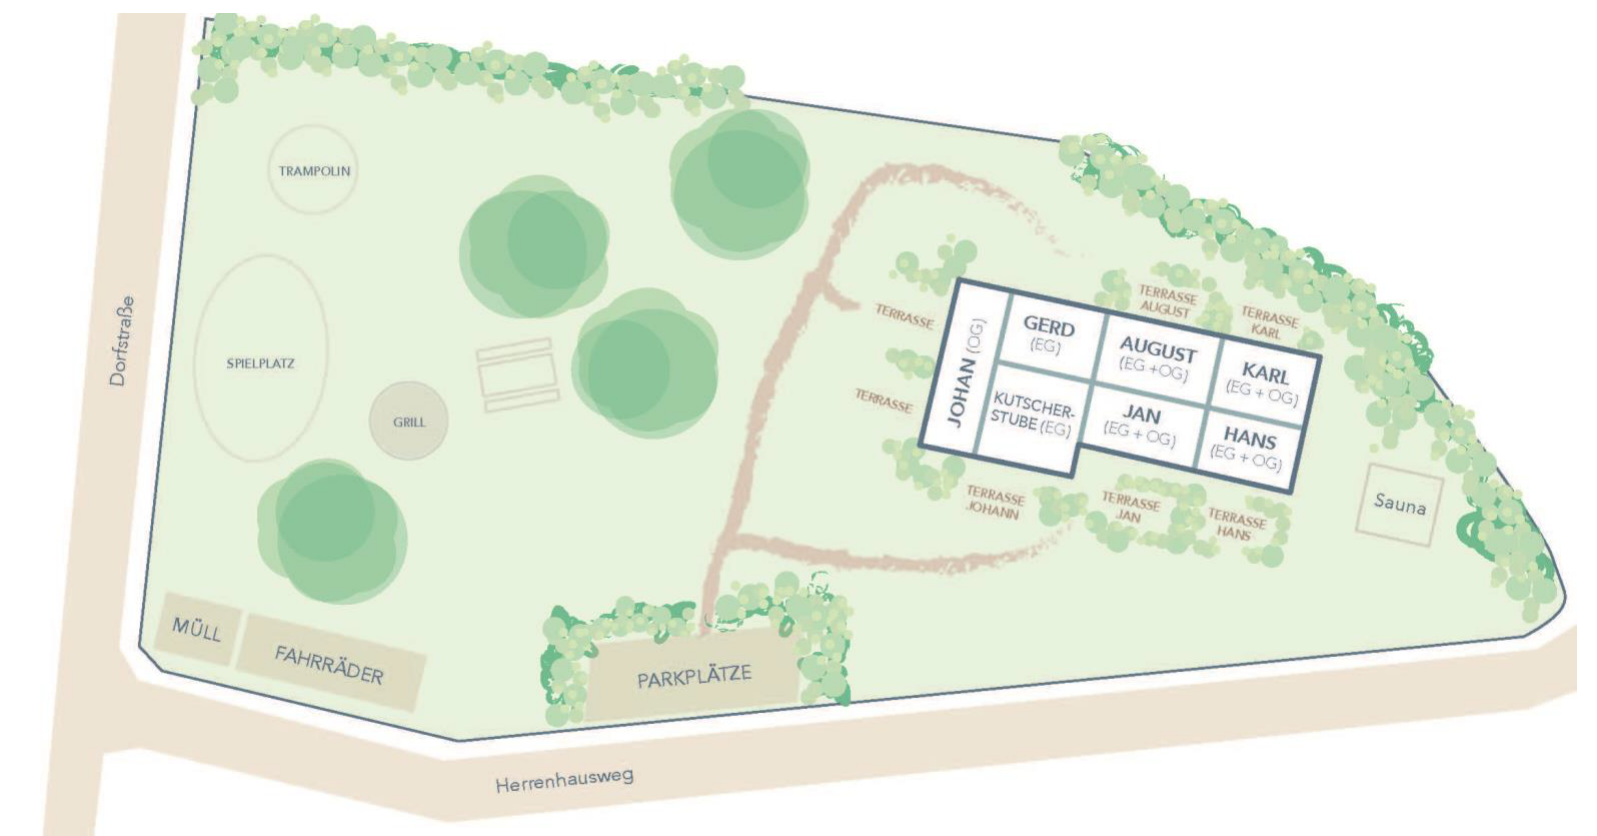 TRAMPOLIN
Dorfstraße
SPIELPLATZ
GRILL
MÜLL
FAHRRÄDER
PARKPLÄTZE
Herrenhausweg
TERRASSE
TERRASSE
JOHAN (OG)
GERD
(EG)
KUTSCHER-
STUBE (EG)
TERRASSE
AUGUST
AUGUST
(EG +OG)
TERRASSE
KARL
KARL
(EG + OG)
JAN
(EG + OG)
HANS
(EG + OG)
TERRASSE
JOHANN
TERRASSE
JAN
TERRASSE
HANS
Sauna